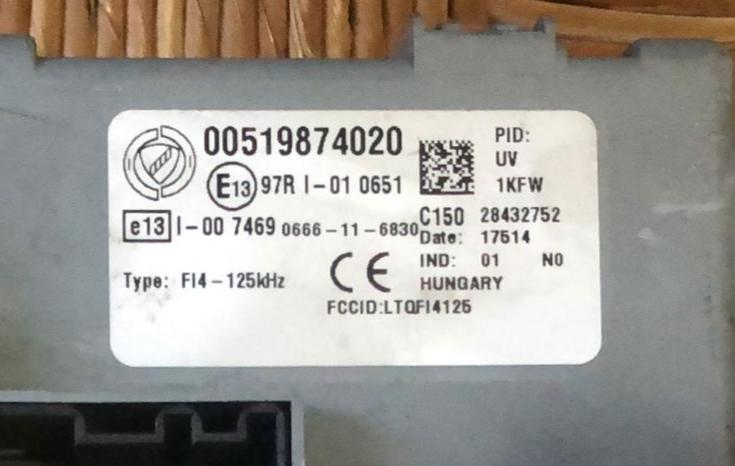 00519874020
E13 97R I-01 0651
e13 I-00 7469 0666-11-6830
Type: FI4-125kHz
CE
FCCID:LTQFI4125
PID:
UV
1KFW
C150 28432752
Date: 17514
IND: 01 N0
HUNGARY